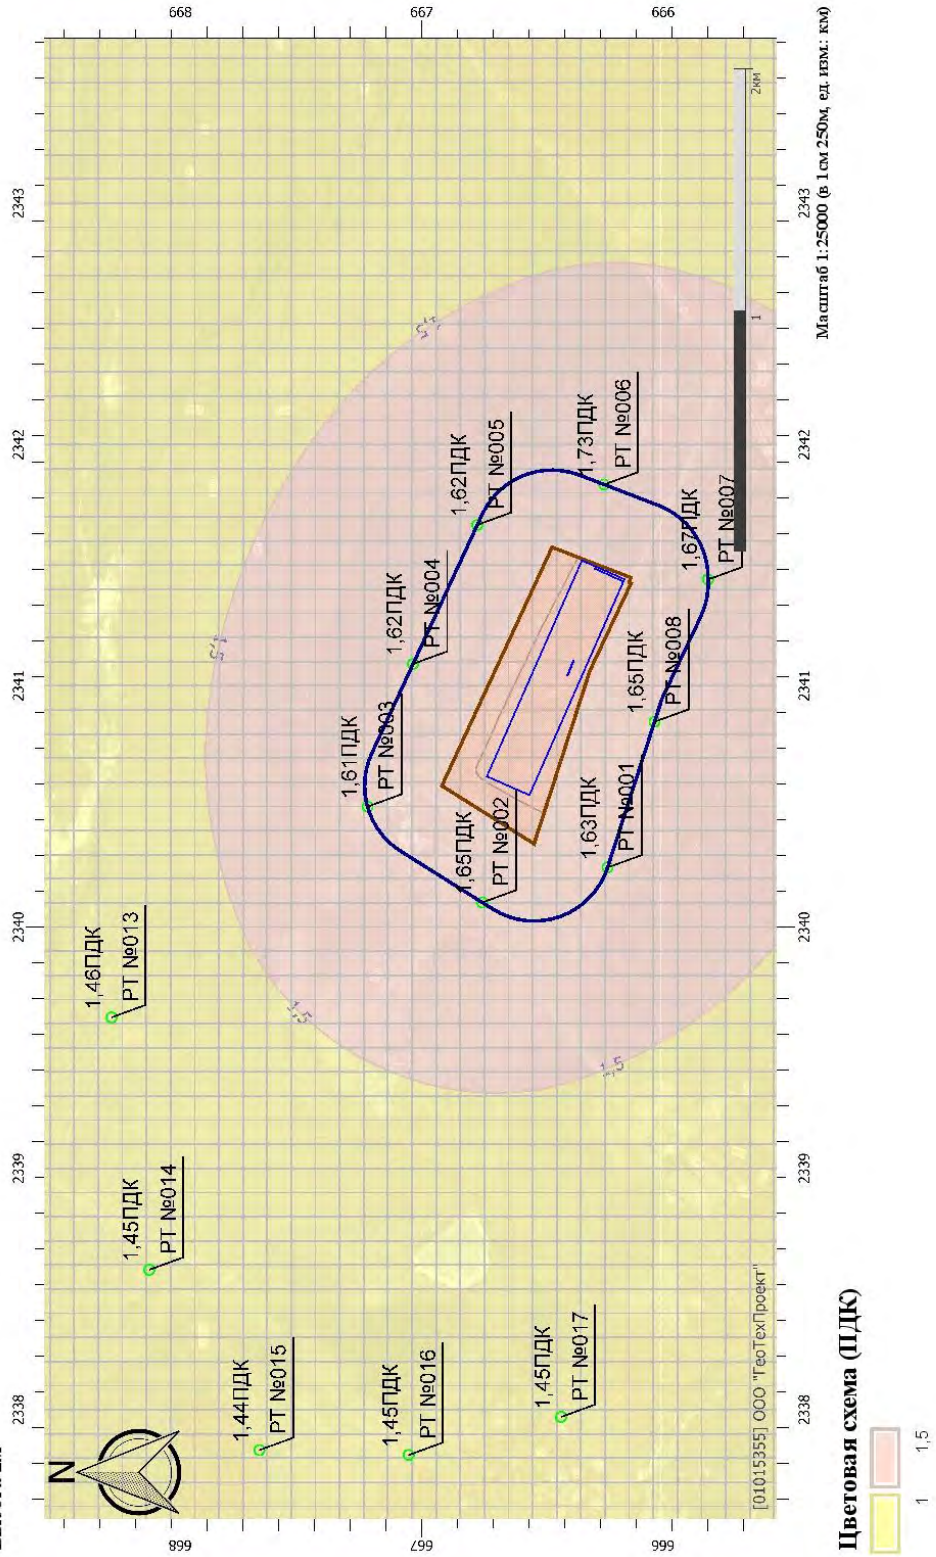 2338
2339
2340
2341
2342
2343
668
667
666
N
1,46ПДК
РТ №013
1,45ПДК
РТ №014
1,44ПДК
РТ №015
1,45ПДК
РТ №016
1,45ПДК
РТ №017
1,61ПДК
РТ №003
1,62ПДК
РТ №004
1,62ПДК
РТ №005
1,65ПДК
РТ №002
1,73ПДК
РТ №006
1,63ПДК
РТ №001
1,65ПДК
РТ №008
1,67ПДК
РТ №007
1,5
1,5
1,5
1,5
[01015355] ООО "ГеоТехПроект"
1
2км
668
667
666
2338
2339
2340
2341
2342
2343
Масштаб 1:25000 (в 1см 250м, ед. изм.: км)
Цветовая схема (ПДК)
1
1,5